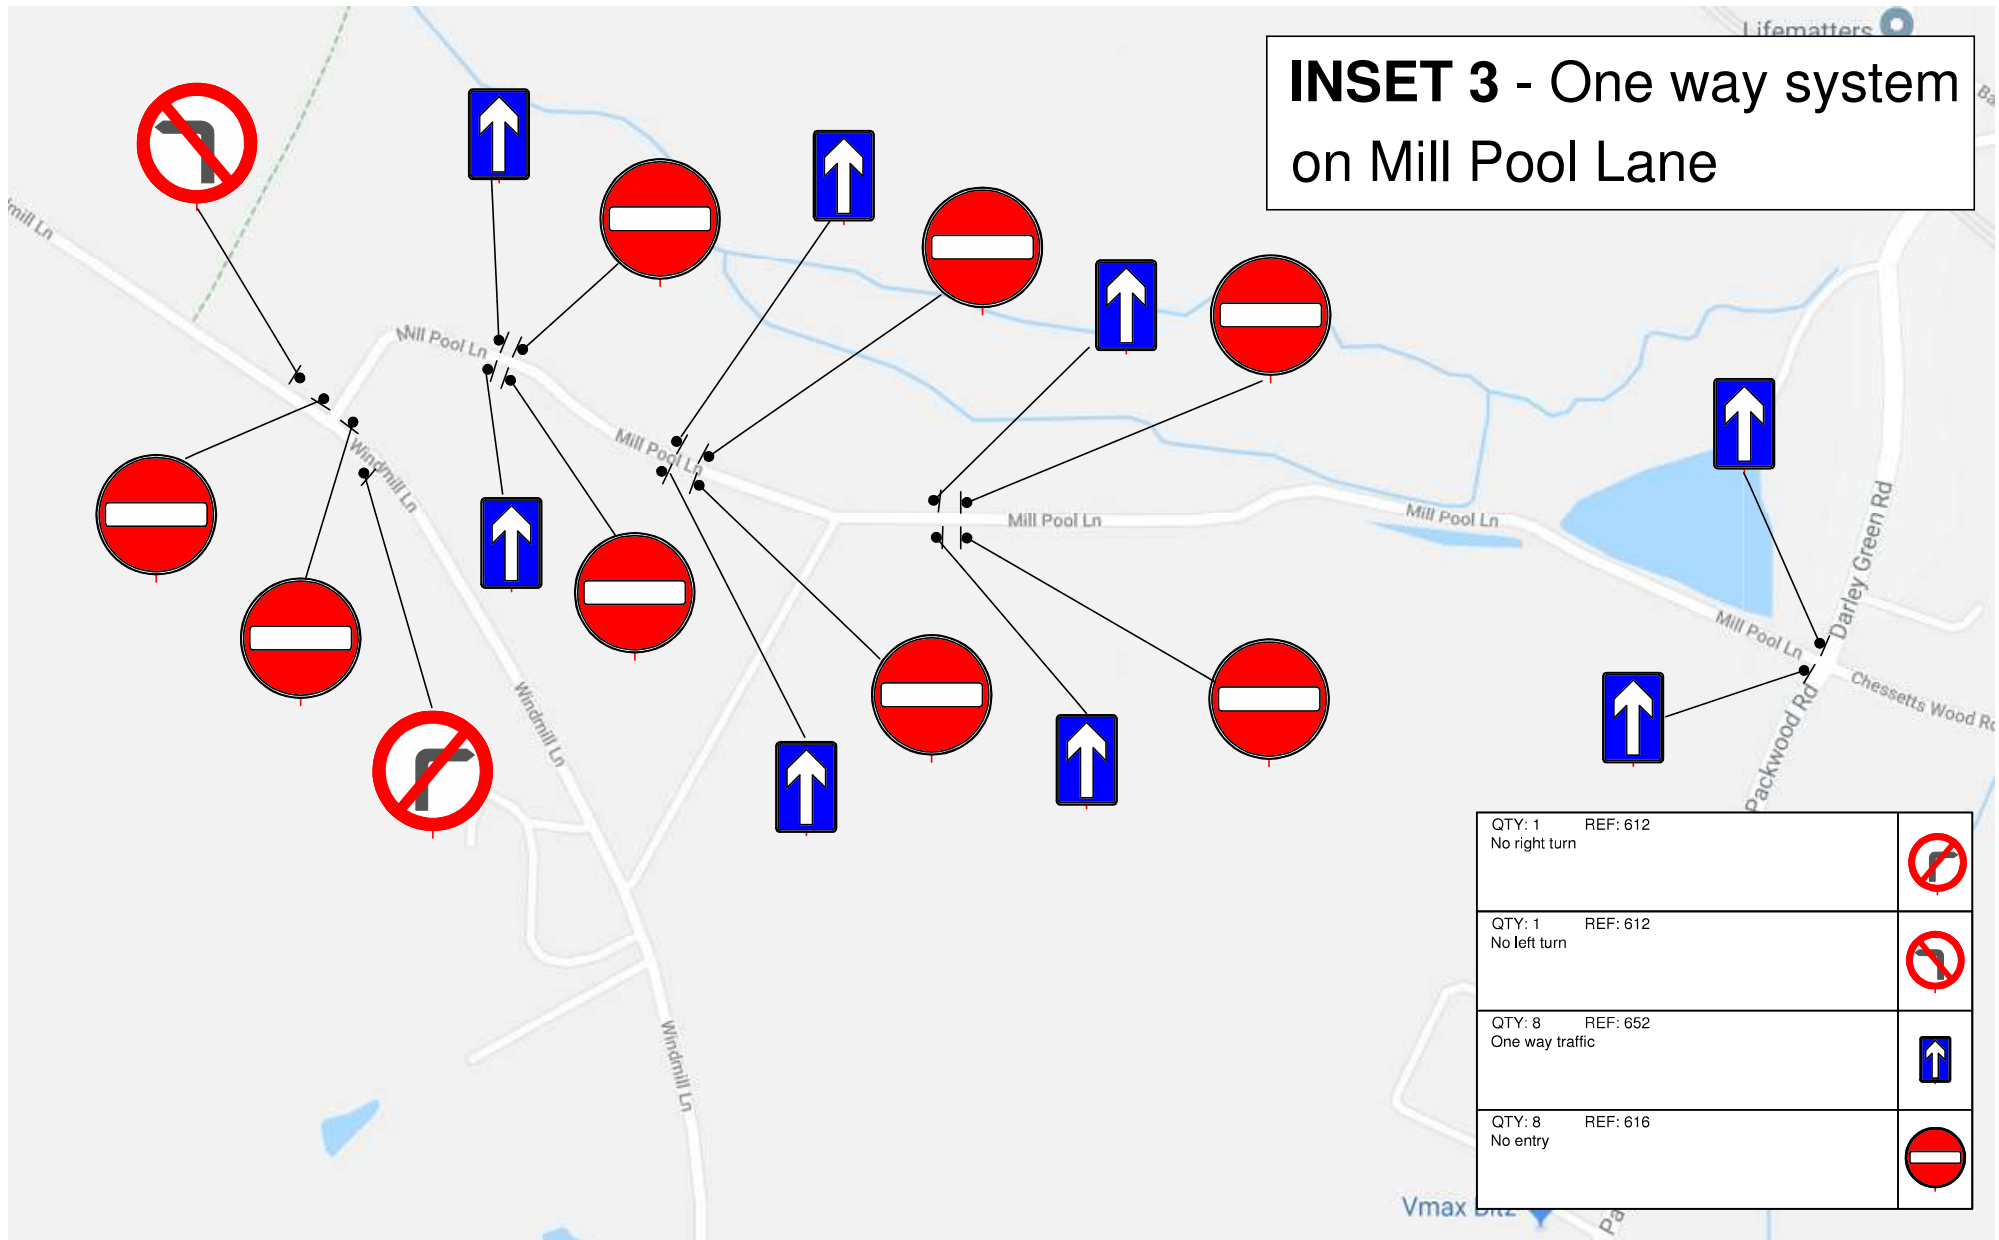 Lifematters
INSET 3 - One way system
on Mill Pool Lane
Mill Pool Ln
Mill Pool Ln
Mill Pool Ln
Mill Pool Ln
Mill Pool Ln
Windmill Ln
Windmill Ln
Windmill Ln
Darley Green Rd
Chessetts Wood Rd
Packwood Rd
QTY: 1 REF: 612
No right turn
QTY: 1 REF: 612
No left turn
QTY: 8 REF: 652
One way traffic
QTY: 8 REF: 616
No entry
Vmax